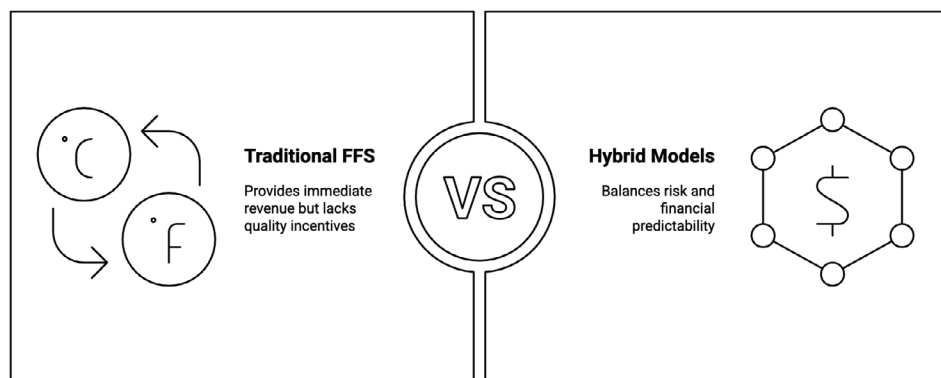 °C
°F
Traditional FFS
Provides immediate
revenue but lacks
quality incentives
VS
Hybrid Models
Balances risk and
financial
predictability
$